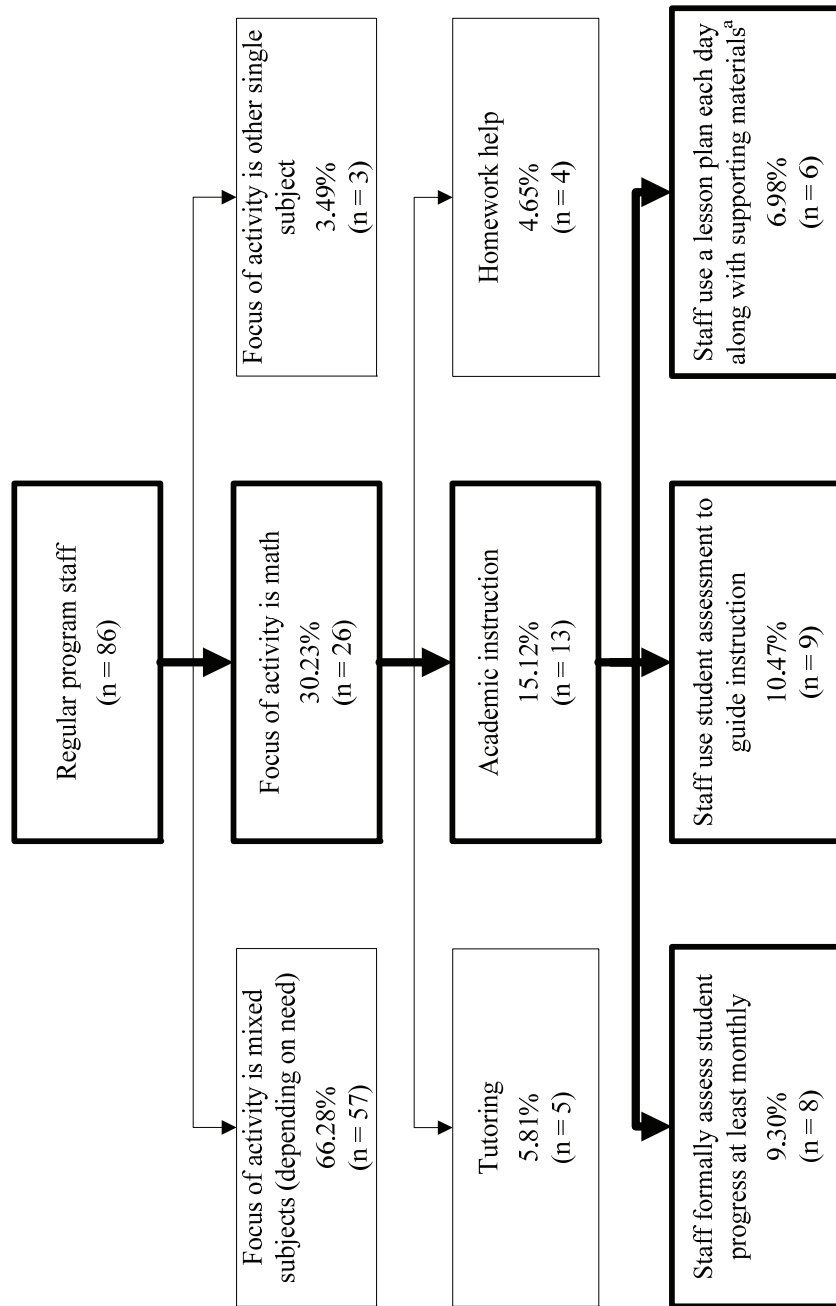 Regular program staff
(n = 86)
Focus of activity is mixed
subjects (depending on need)
66.28%
(n = 57)
Focus of activity is math
30.23%
(n = 26)
Focus of activity is other single
subject
3.49%
(n = 3)
Tutoring
5.81%
(n = 5)
Academic instruction
15.12%
(n = 13)
Homework help
4.65%
(n = 4)
Staff formally assess student
progress at least monthly
9.30%
(n = 8)
Staff use student assessment to
guide instruction
10.47%
(n = 9)
Staff use a lesson plan each day
along with supporting materialsᵃ
6.98%
(n = 6)